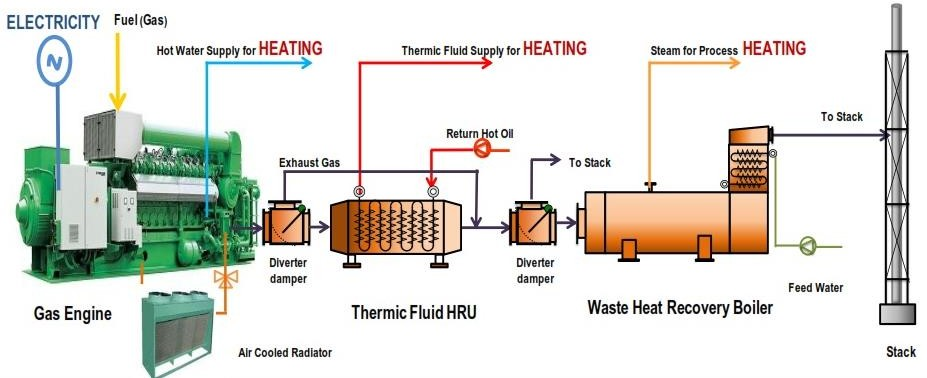 ELECTRICITY
Fuel (Gas)
Hot Water Supply for HEATING
Thermic Fluid Supply for HEATING
Steam for Process HEATING
To Stack
Return Hot Oil
Exhaust Gas
To Stack
Diverter
damper
Diverter
damper
Feed Water
Gas Engine
Thermic Fluid HRU
Waste Heat Recovery Boiler
Air Cooled Radiator
Stack